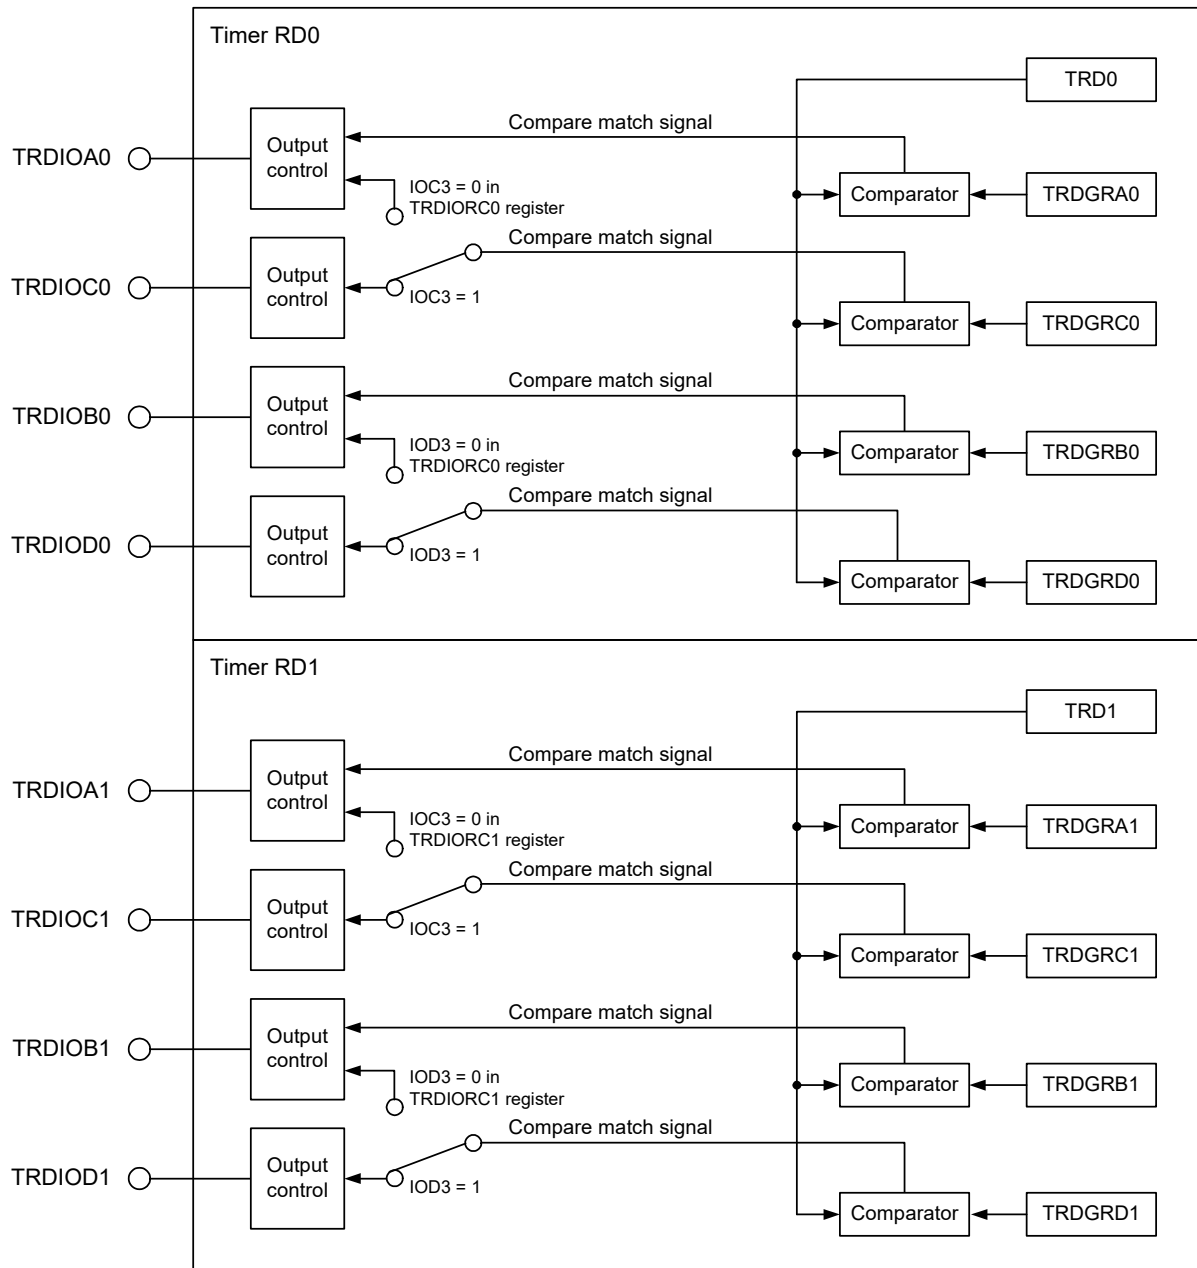 Timer RD0
TRD0
Compare match signal
TRDIOA0
Output
control
IOC3 = 0 in
TRDIORC0 register
Comparator
TRDGRA0
Compare match signal
TRDIOC0
Output
control
IOC3 = 1
Comparator
TRDGRC0
Compare match signal
TRDIOB0
Output
control
IOD3 = 0 in
TRDIORC0 register
Comparator
TRDGRB0
Compare match signal
TRDIOD0
Output
control
IOD3 = 1
Comparator
TRDGRD0
Timer RD1
TRD1
Compare match signal
TRDIOA1
Output
control
IOC3 = 0 in
TRDIORC1 register
Comparator
TRDGRA1
Compare match signal
TRDIOC1
Output
control
IOC3 = 1
Comparator
TRDGRC1
Compare match signal
TRDIOB1
Output
control
IOD3 = 0 in
TRDIORC1 register
Comparator
TRDGRB1
Compare match signal
TRDIOD1
Output
control
IOD3 = 1
Comparator
TRDGRD1